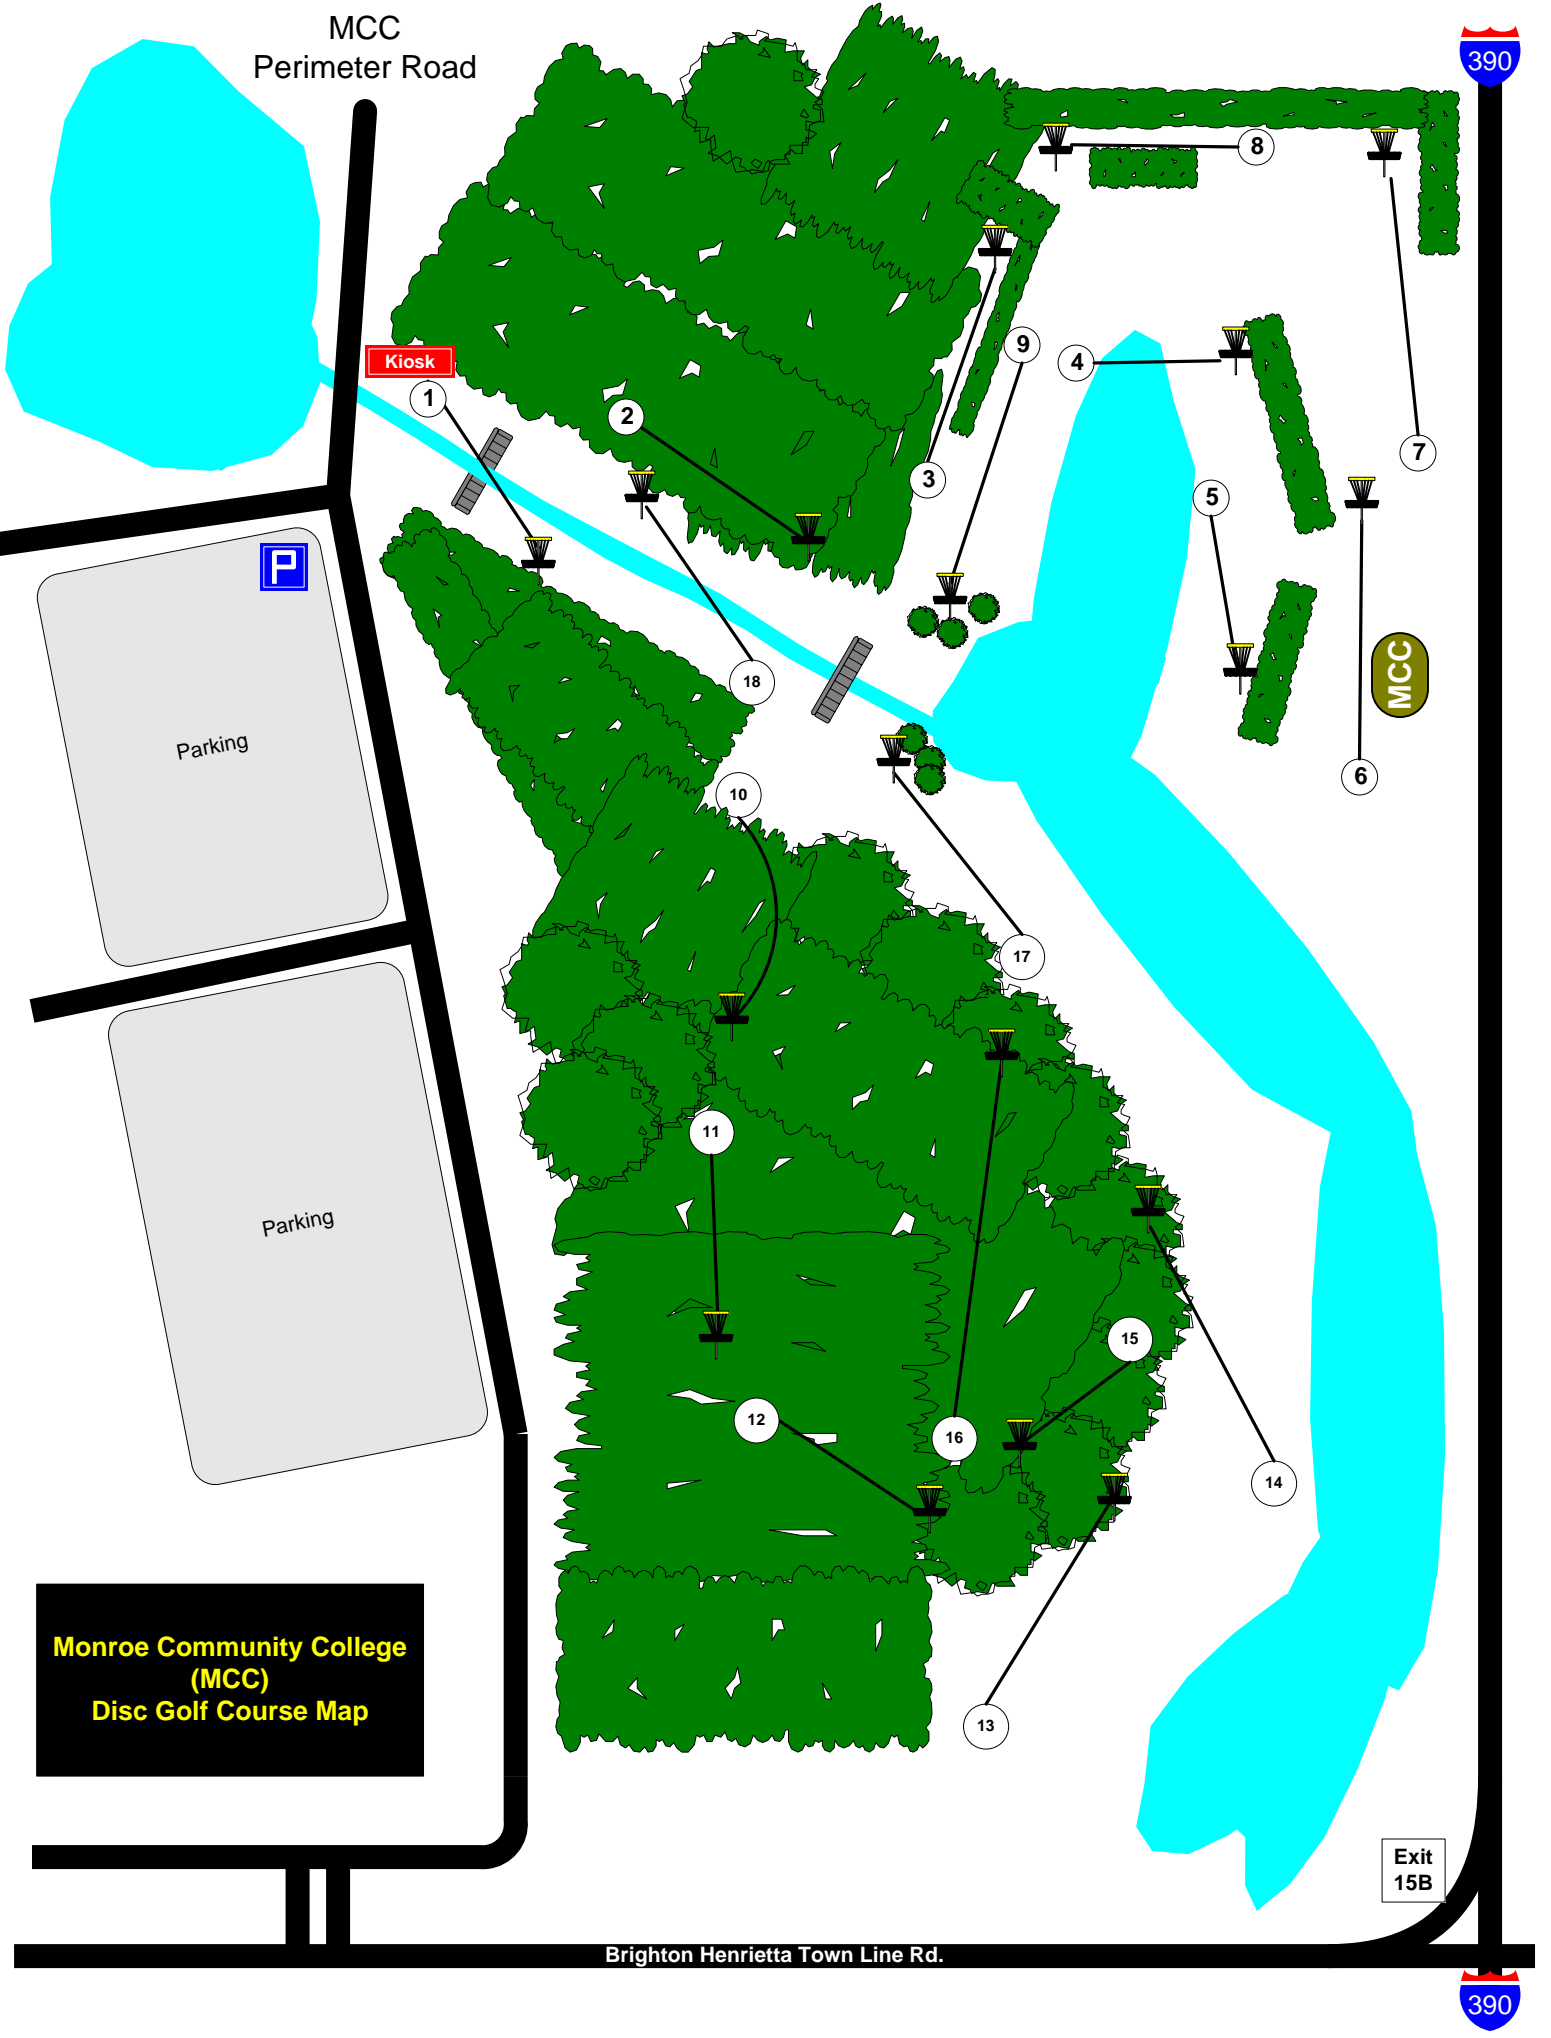 MCC
Perimeter Road
390
8
Kiosk
1
2
3
9
4
7
5
18
MCC
6
Parking
10
17
11
Parking
15
12
16
14
13
Monroe Community College
(MCC)
Disc Golf Course Map
P
Exit
15B
Brighton Henrietta Town Line Rd.
390